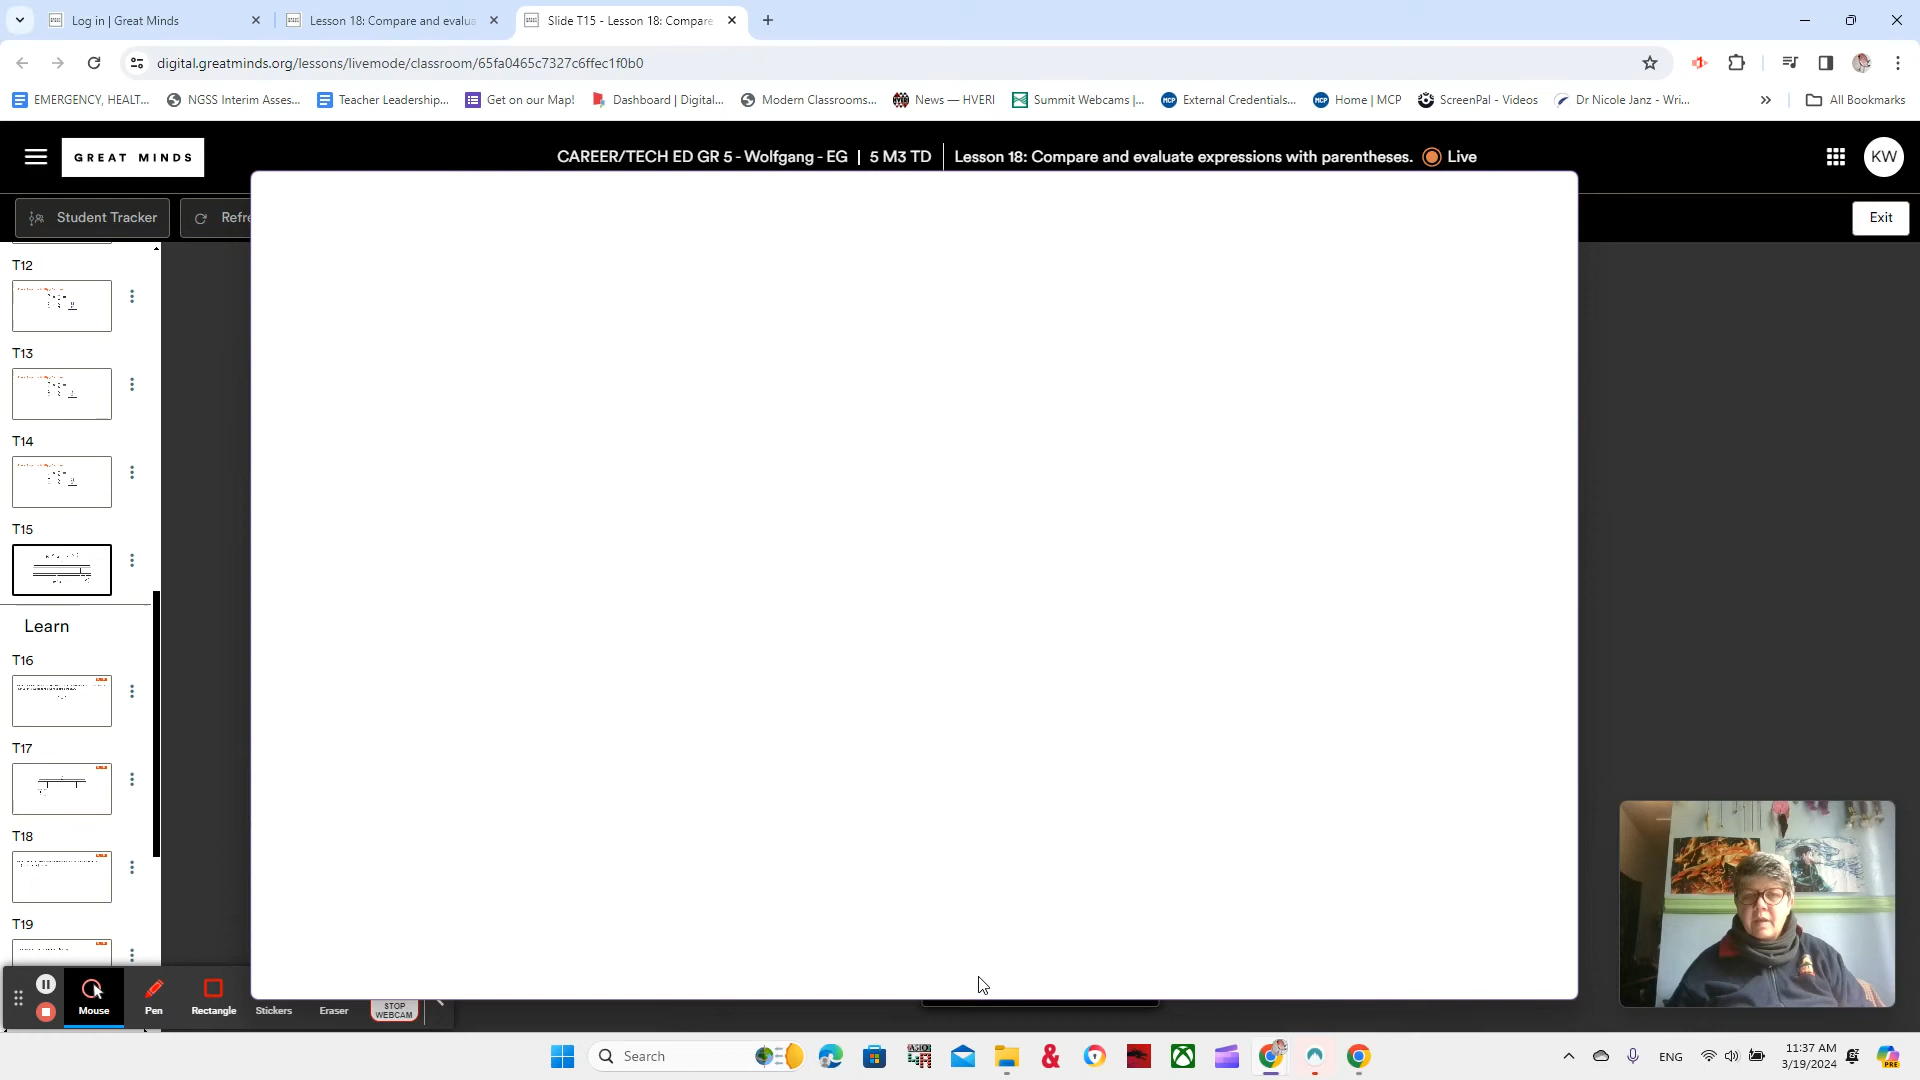 Log in | Great Minds
Lesson 18: Compare and evalua
Slide T15 - Lesson 18: Compare
digital.greatminds.org/lessons/livemode/classroom/65fa0465c7327c6ffec1f0b0
EMERGENCY, HEALT...
NGSS Interim Asses...
Teacher Leadership...
Get on our Map!
Dashboard | Digital...
Modern Classrooms...
News — HVERI
Summit Webcams |...
External Credentials...
Home | MCP
ScreenPal - Videos
Dr Nicole Janz - Wri...
All Bookmarks
GREAT MINDS
CAREER/TECH ED GR 5 - Wolfgang - EG | 5 M3 TD
Lesson 18: Compare and evaluate expressions with parentheses.
Live
KW
Student Tracker
Refre
Exit
T12
T13
T14
T15
Learn
T16
T17
T18
T19
Mouse
Pen
Rectangle
Stickers
Eraser
STOP
WEBCAM
Search
ENG
11:37 AM
3/19/2024
PRE